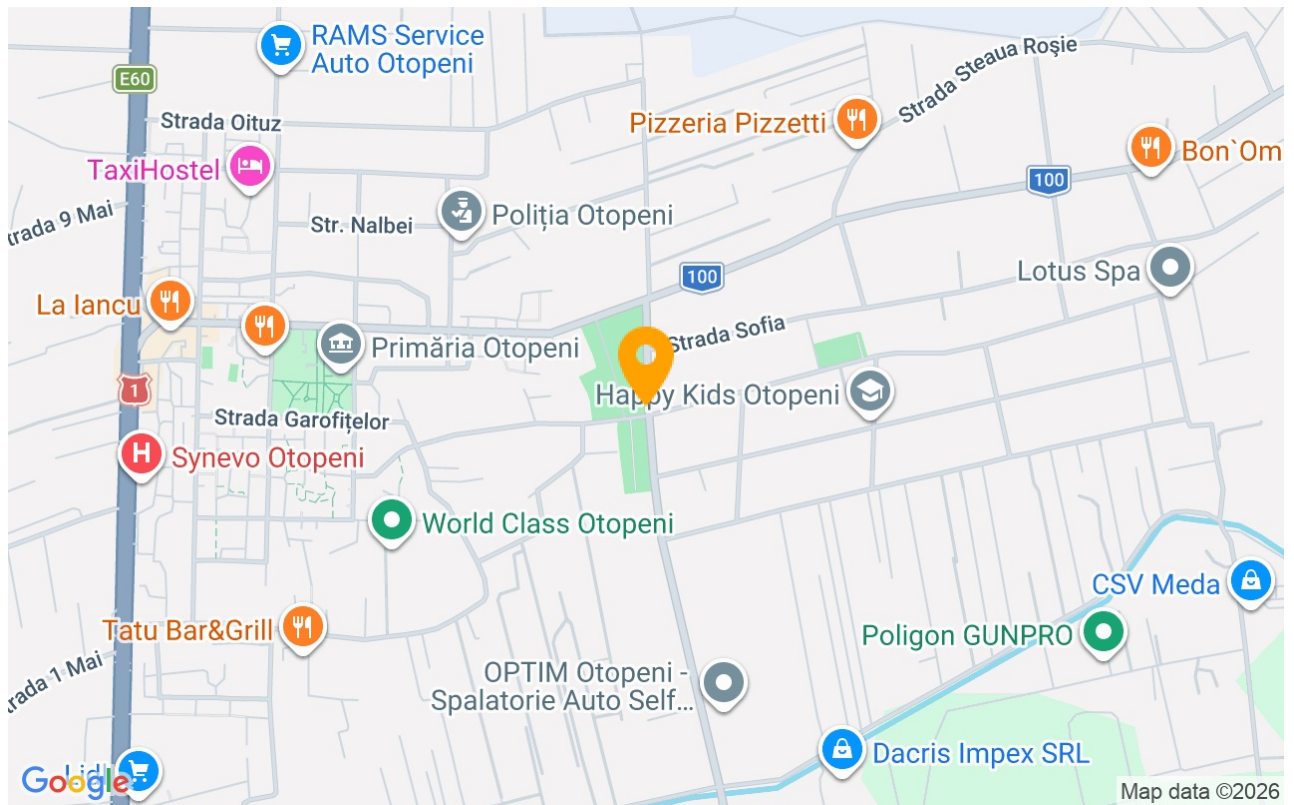 RAMS Service
Auto Otopeni
Strada Steaua Roșie
E60
Strada Oituz
Pizzeria Pizzetti
Bon`Om
TaxiHostel
100
trada 9 Mai
Str. Nalbei
Poliția Otopeni
100
Lotus Spa
La Iancu
Strada Sofia
Primăria Otopeni
1
Happy Kids Otopeni
Strada Garofițelor
H
Synevo Otopeni
World Class Otopeni
CSV Meda
Tatu Bar&Grill
Poligon GUNPRO
trada 1 Mai
OPTIM Otopeni -
Spalatorie Auto Self...
Dacris Impex SRL
Lidl
Google
Map data ©2026